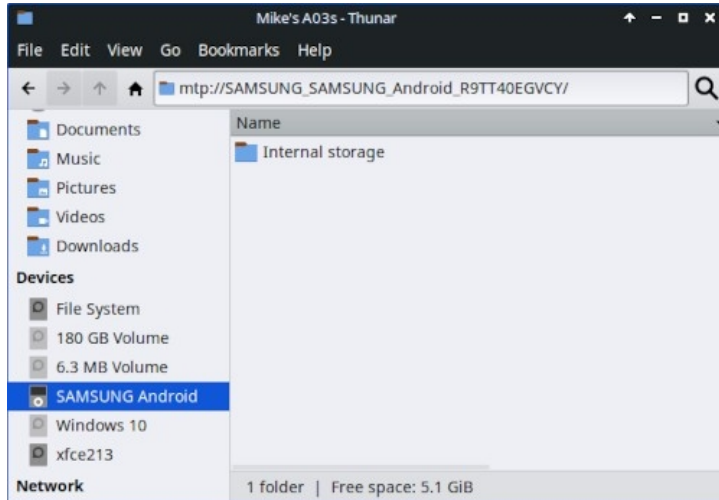 Mike's A03s - Thunar
File Edit View Go Bookmarks Help
mtp://SAMSUNG_SAMSUNG_Android_R9TT40EGVCY/
Documents
Music
Pictures
Videos
Downloads
Devices
File System
180 GB Volume
6.3 MB Volume
SAMSUNG Android
Windows 10
xfce213
Network
Name
Internal storage
1 folder | Free space: 5.1 GiB